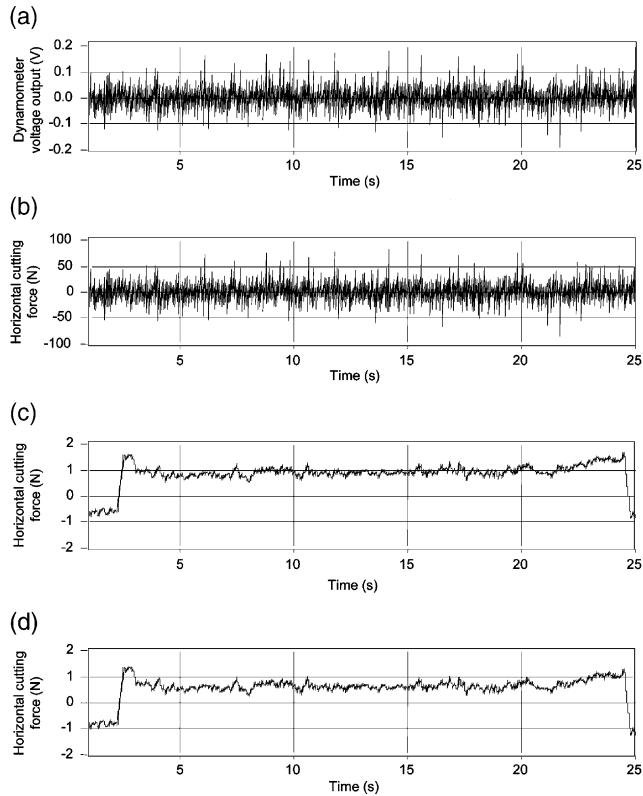 (a)
Dynamometer
voltage output (V)
0.2
0.1
0.0
-0.1
-0.2
5 10 15 20 25
Time (s)
(b)
Horizontal cutting
force (N)
100
50
0
-50
-100
5 10 15 20 25
Time (s)
(c)
Horizontal cutting
force (N)
2
1
0
-1
-2
5 10 15 20 25
Time (s)
(d)
Horizontal cutting
force (N)
2
1
0
-1
-2
5 10 15 20 25
Time (s)